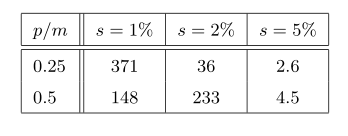 p/m s = 1% s = 2% s = 5%
0.25 371 36 2.6
0.5 148 233 4.5